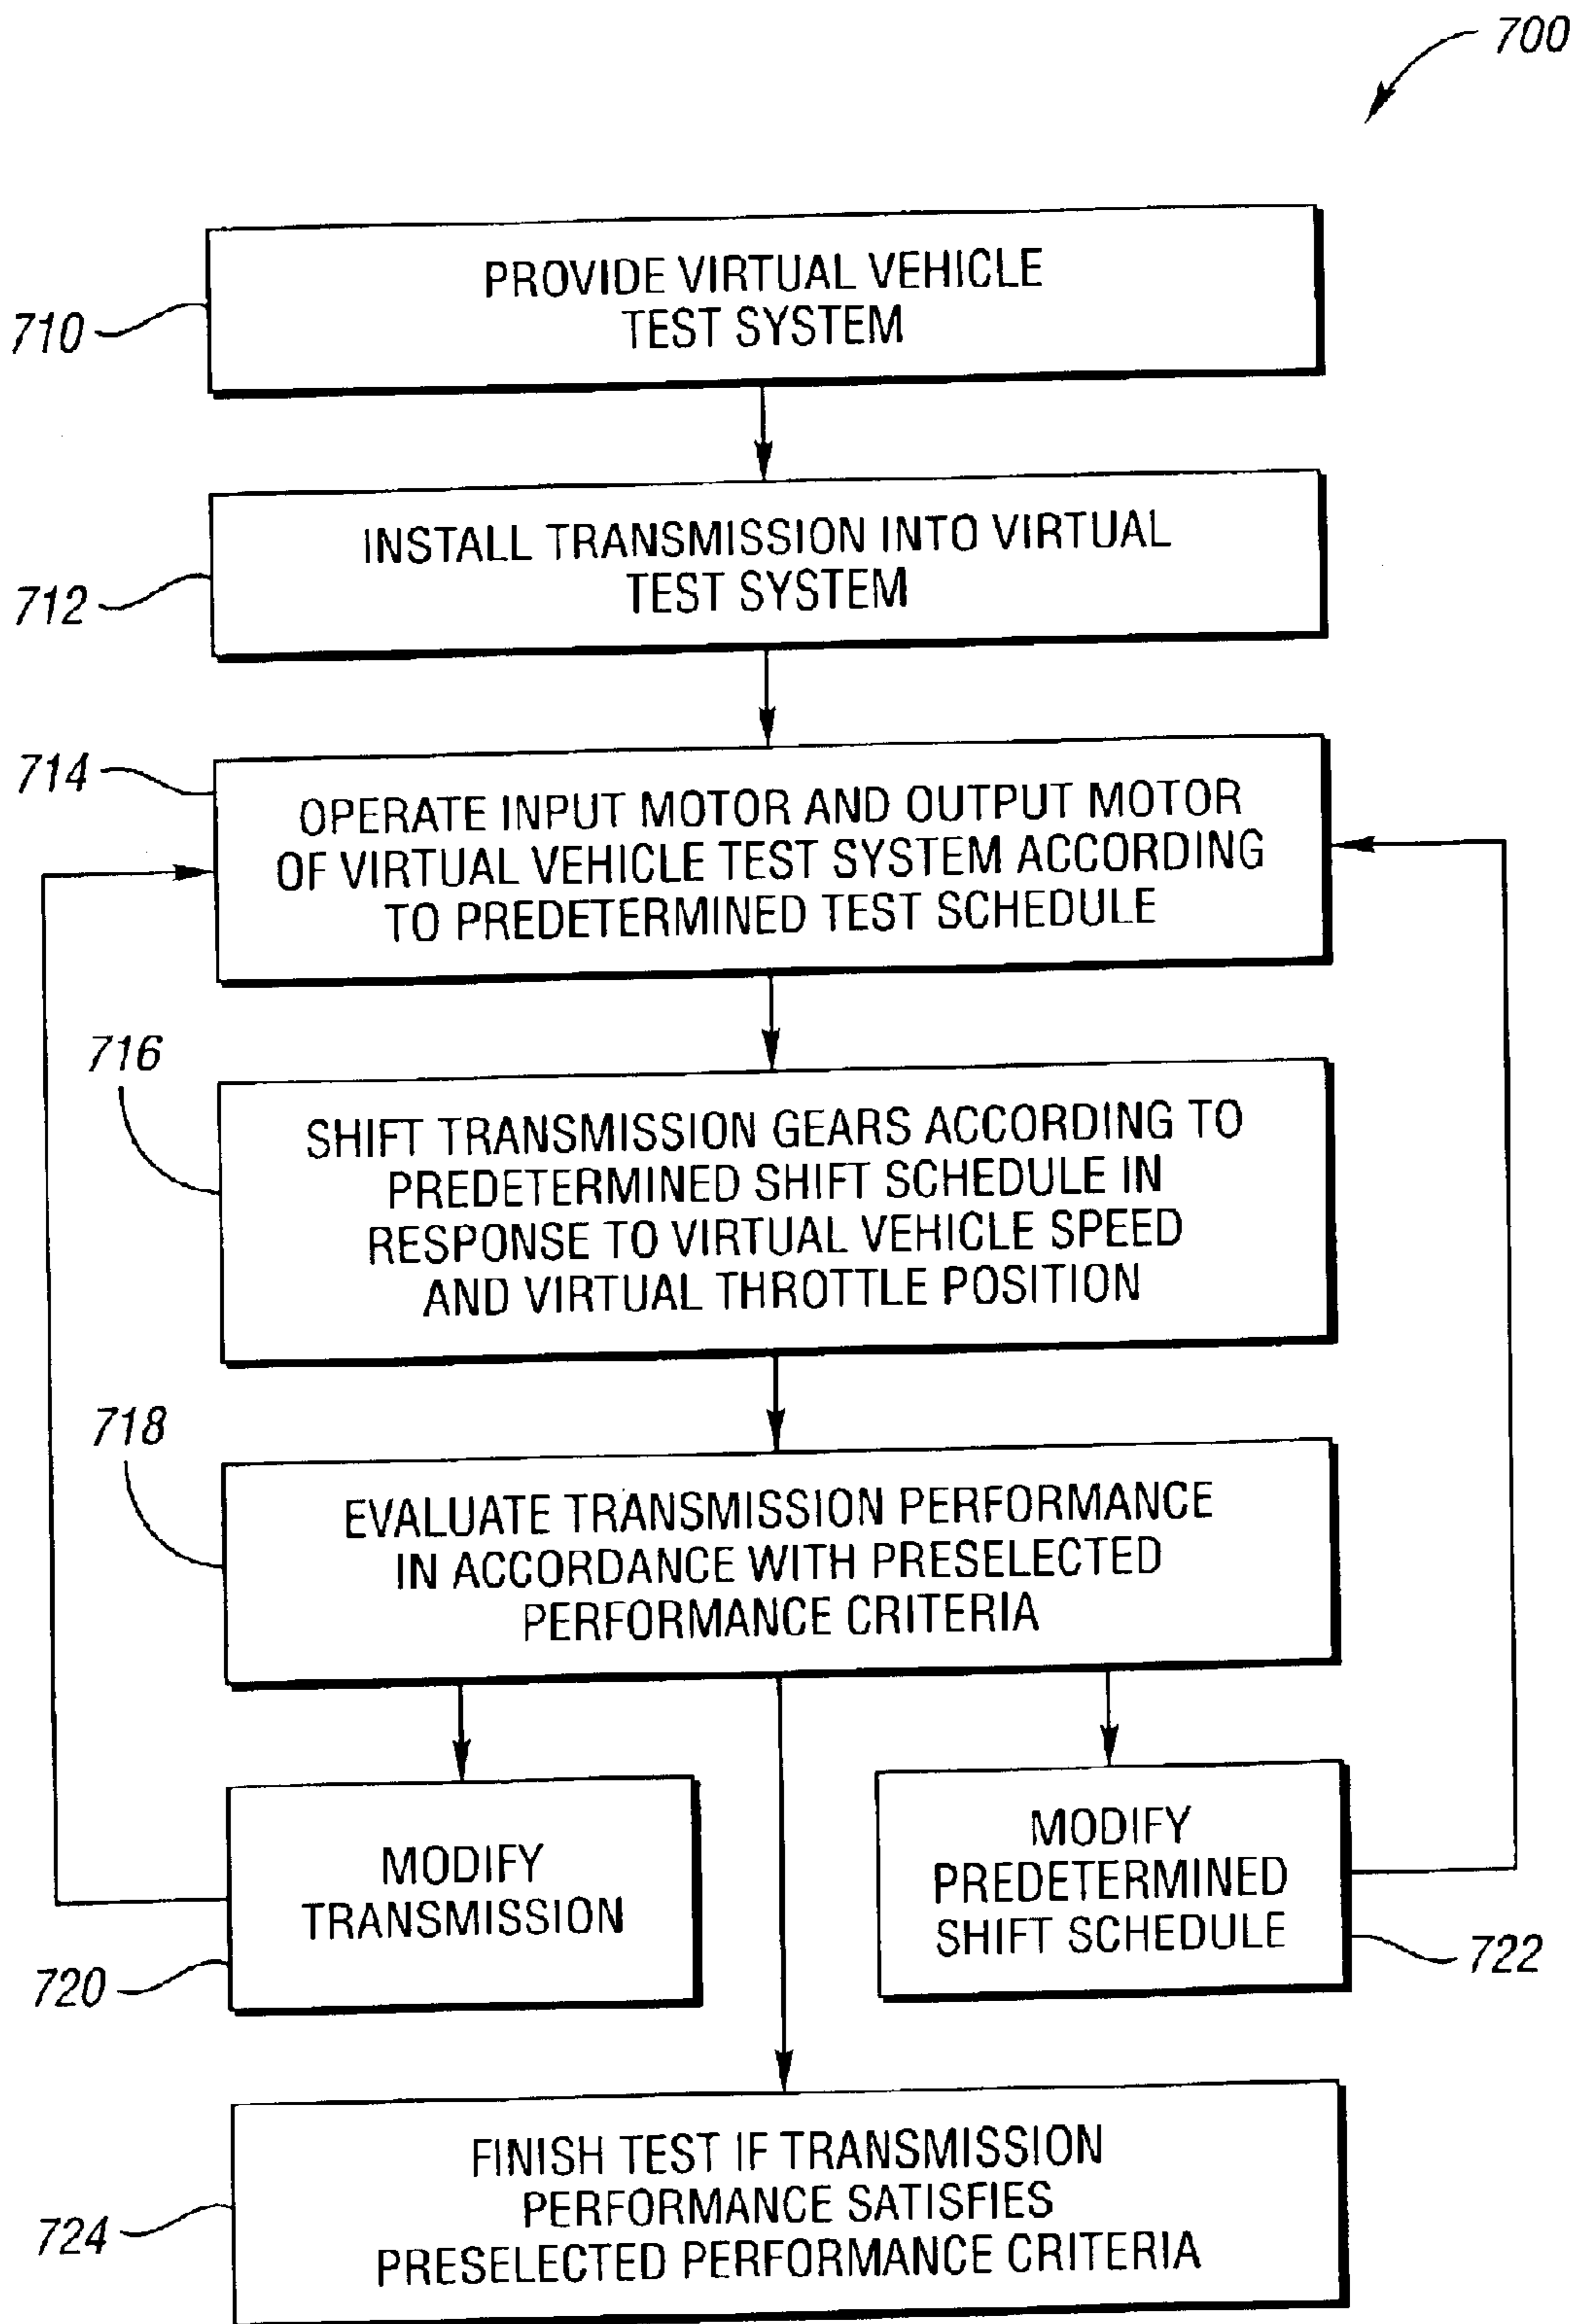 700
PROVIDE VIRTUAL VEHICLE
TEST SYSTEM
710
INSTALL TRANSMISSION INTO VIRTUAL
TEST SYSTEM
712
714
OPERATE INPUT MOTOR AND OUTPUT MOTOR
OF VIRTUAL VEHICLE TEST SYSTEM ACCORDING
TO PREDETERMINED TEST SCHEDULE
716
SHIFT TRANSMISSION GEARS ACCORDING TO
PREDETERMINED SHIFT SCHEDULE IN
RESPONSE TO VIRTUAL VEHICLE SPEED
AND VIRTUAL THROTTLE POSITION
718
EVALUATE TRANSMISSION PERFORMANCE
IN ACCORDANCE WITH PRESELECTED
PERFORMANCE CRITERIA
MODIFY
TRANSMISSION
720
MODIFY
PREDETERMINED
SHIFT SCHEDULE
722
FINISH TEST IF TRANSMISSION
PERFORMANCE SATISFIES
PRESELECTED PERFORMANCE CRITERIA
724